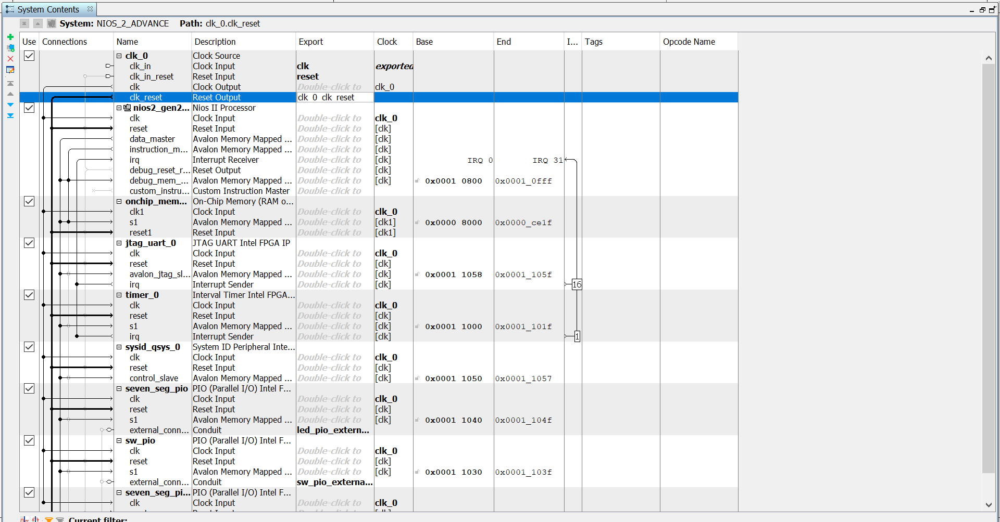 System Contents
System: NIOS_2_ADVANCE Path: clk_0.clk_reset
Use Connections Name Description Export Clock Base End I... Tags Opcode Name
clk_0 Clock Source
clk_in Clock Input clk exported
clk_in_reset Reset Input reset
clk Clock Output Double-click to clk_0
clk_reset Reset Output clk_0_clk_reset
nios2_gen2... Nios II Processor
clk Clock Input Double-click to clk_0
reset Reset Input Double-click to [clk]
data_master Avalon Memory Mapped ... Double-click to [clk]
instruction_m... Avalon Memory Mapped ... Double-click to [clk]
irq Interrupt Receiver Double-click to [clk] IRQ 0 IRQ 31
debug_reset_r... Reset Output Double-click to [clk]
debug_mem_... Avalon Memory Mapped ... Double-click to [clk] 0x0001 0800 0x0001_0fff
custom_instru... Custom Instruction Master Double-click to
onchip_mem... On-Chip Memory (RAM o...
clk1 Clock Input Double-click to clk_0
s1 Avalon Memory Mapped ... Double-click to [clk1] 0x0000 8000 0x0000_ce1f
reset1 Reset Input Double-click to [clk1]
jtag_uart_0 JTAG UART Intel FPGA IP
clk Clock Input Double-click to clk_0
reset Reset Input Double-click to [clk]
avalon_jtag_sl... Avalon Memory Mapped ... Double-click to [clk] 0x0001 1058 0x0001_105f
irq Interrupt Sender Double-click to [clk] 16
timer_0 Interval Timer Intel FPGA...
clk Clock Input Double-click to clk_0
reset Reset Input Double-click to [clk]
s1 Avalon Memory Mapped ... Double-click to [clk] 0x0001 1000 0x0001_101f
irq Interrupt Sender Double-click to [clk] 1
sysid_qsys_0 System ID Peripheral Inte...
clk Clock Input Double-click to clk_0
reset Reset Input Double-click to [clk]
control_slave Avalon Memory Mapped ... Double-click to [clk] 0x0001 1050 0x0001_1057
seven_seg_pio PIO (Parallel I/O) Intel F...
clk Clock Input Double-click to clk_0
reset Reset Input Double-click to [clk]
s1 Avalon Memory Mapped ... Double-click to [clk] 0x0001 1040 0x0001_104f
external_conn... Conduit led_pio_extern...
sw_pio PIO (Parallel I/O) Intel F...
clk Clock Input Double-click to clk_0
reset Reset Input Double-click to [clk]
s1 Avalon Memory Mapped ... Double-click to [clk] 0x0001 1030 0x0001_103f
external_conn... Conduit sw_pio_externa...
seven_seg_pi... PIO (Parallel I/O) Intel F...
clk Clock Input Double-click to clk_0
Current filter: